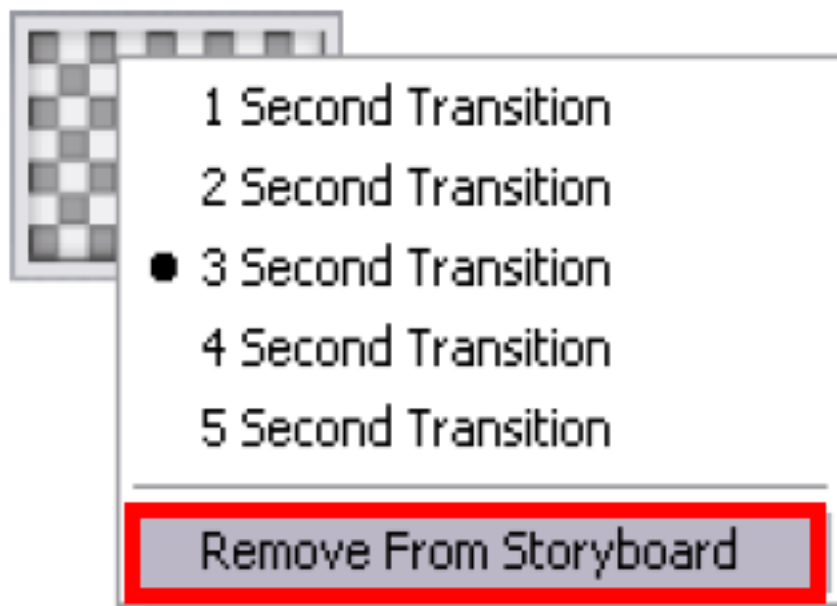 1 Second Transition
2 Second Transition
3 Second Transition
4 Second Transition
5 Second Transition
Remove From Storyboard